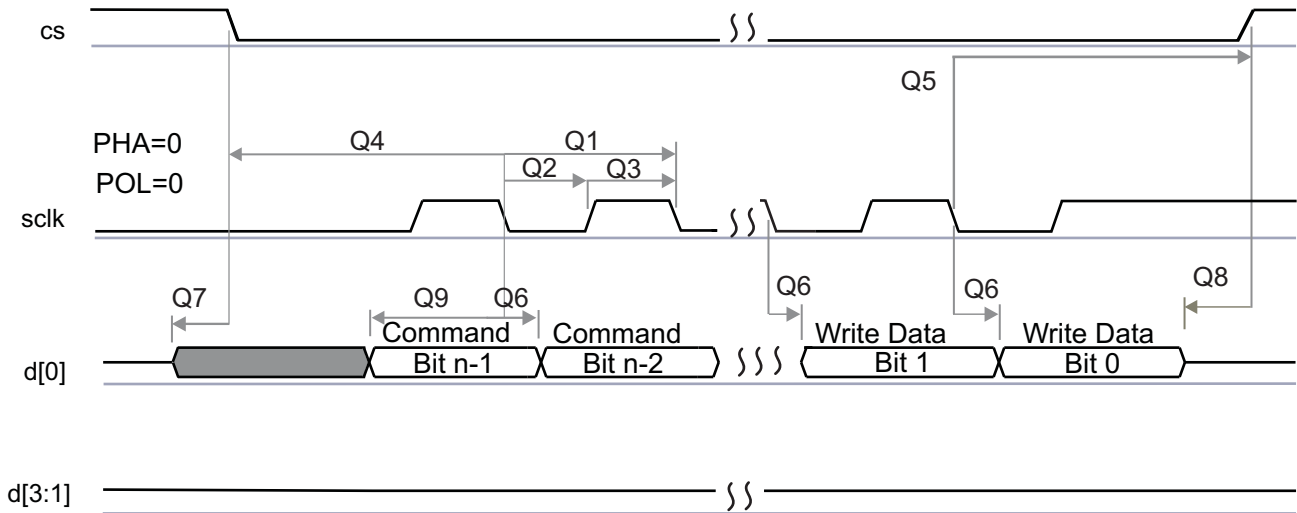 cs
Q5
PHA=0
Q4 Q1
POL=0
Q2 Q3
sclk
Q7 Q9 Q6 Q6 Q6 Q8
Command Command Write Data Write Data
d[0] Bit n-1 Bit n-2 Bit 1 Bit 0
d[3:1]